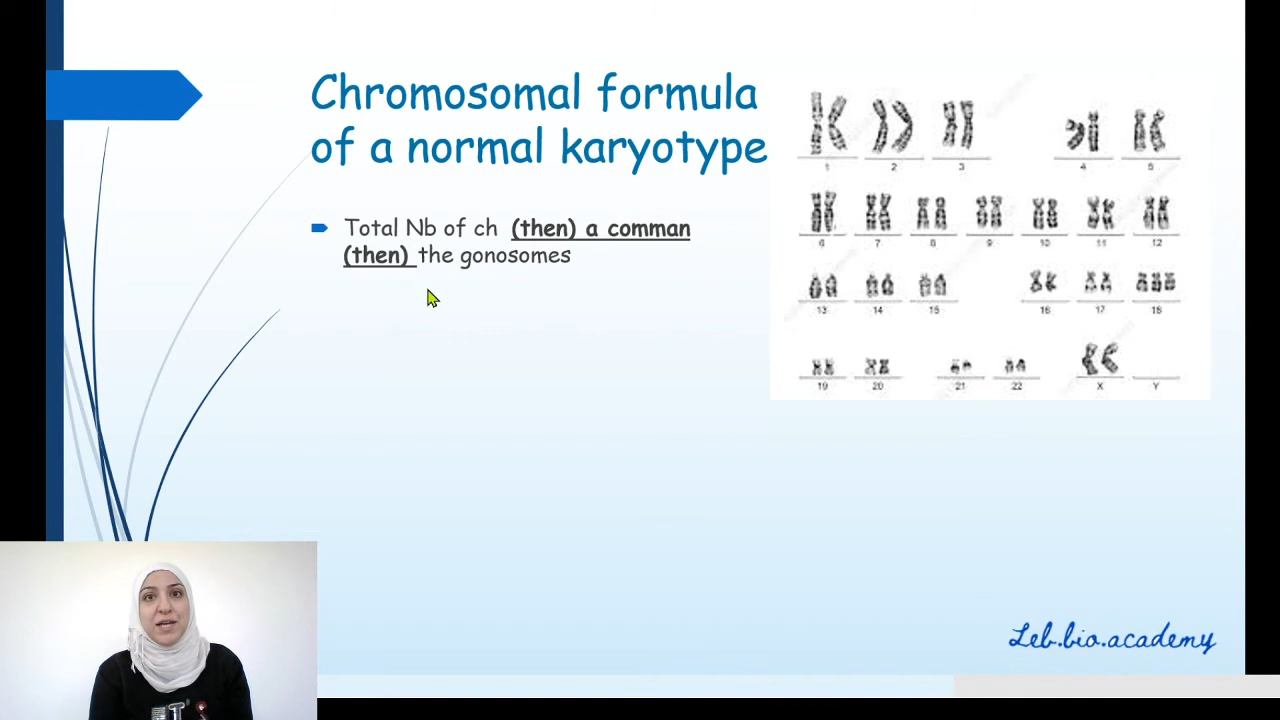 Chromosomal formula
of a normal karyotype
Total Nb of ch (then) a comman
(then) the gonosomes
1 2 3 4 5
6 7 8 9 10 11 12
13 14 15 16 17 18
19 20 21 22 X Y
Leb.bio.academy